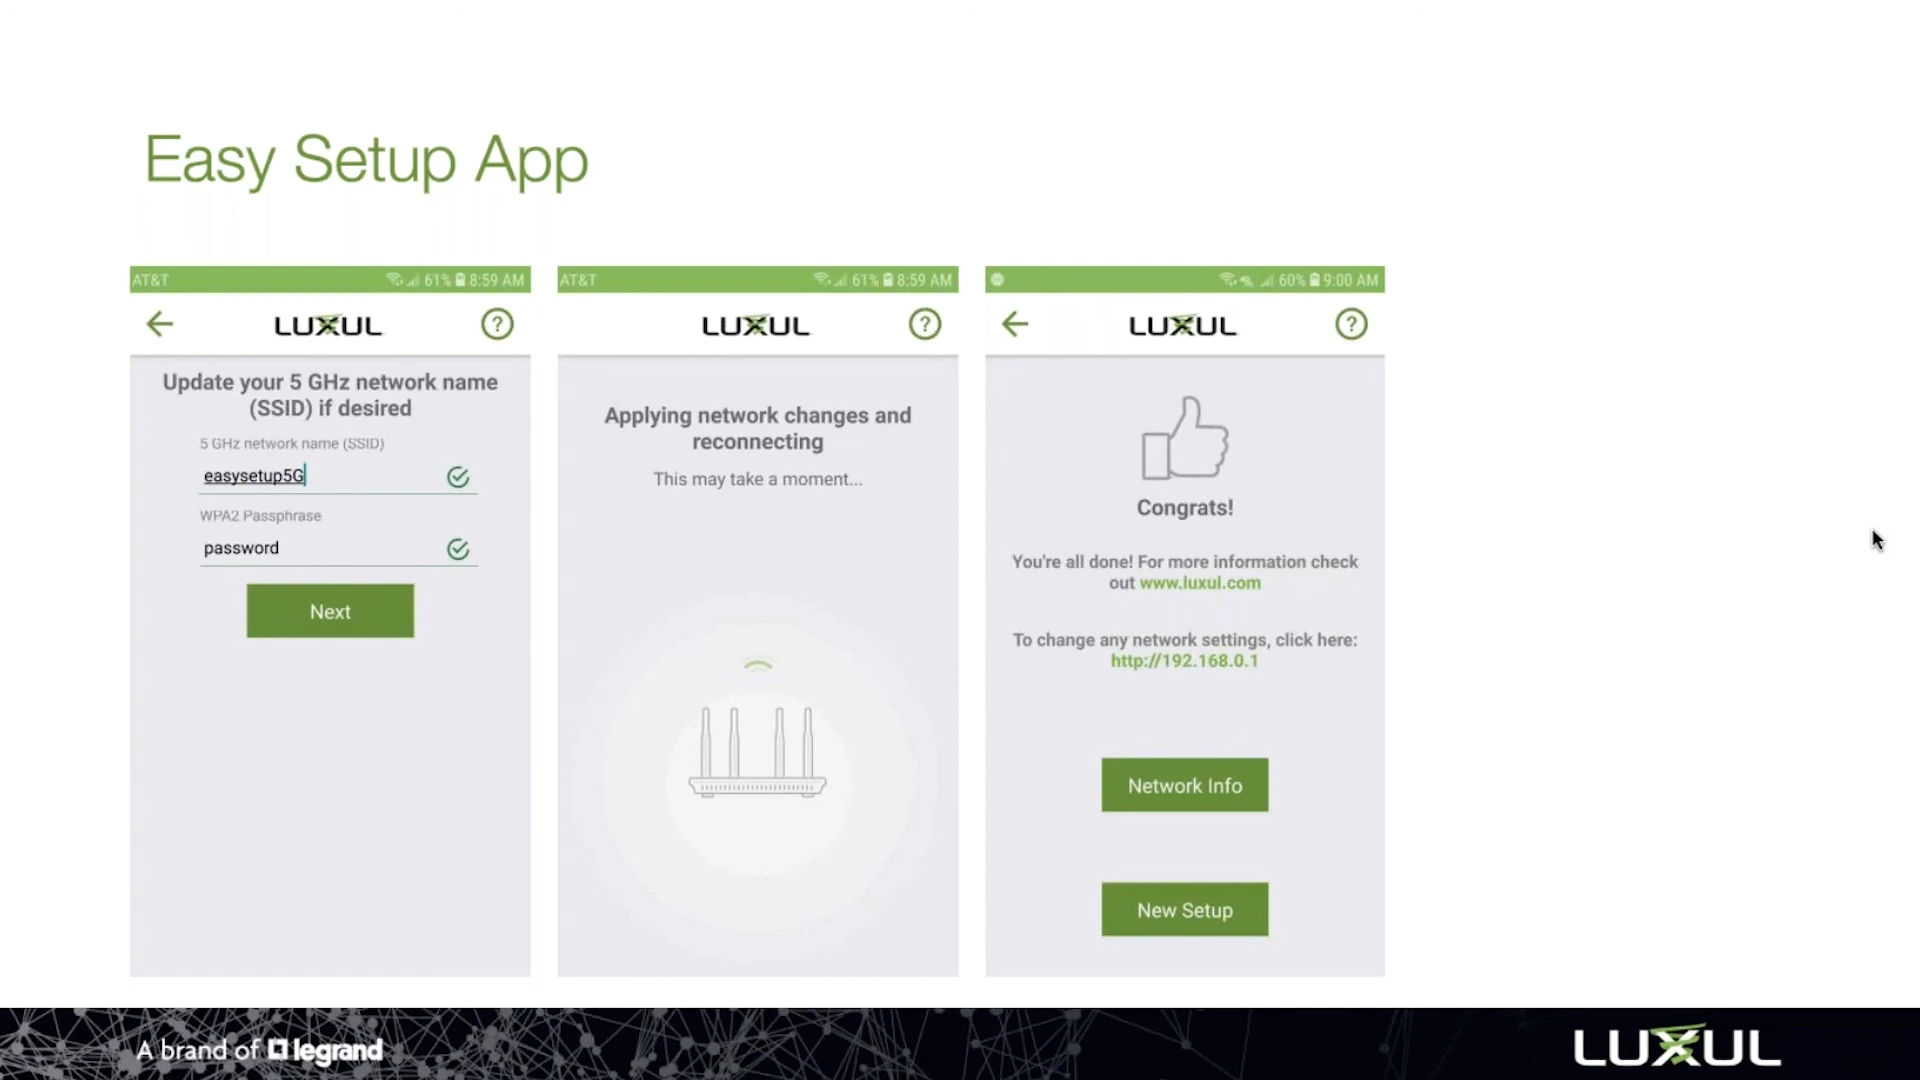 Easy Setup App
AT&T 61% 8:59 AM
LUXUL ?
Update your 5 GHz network name
(SSID) if desired
5 GHz network name (SSID)
easysetup5G
WPA2 Passphrase
password
Next
AT&T 61% 8:59 AM
LUXUL ?
Applying network changes and
reconnecting
This may take a moment...
60% 9:00 AM
LUXUL ?
Congrats!
You're all done! For more information check
out www.luxul.com
To change any network settings, click here:
http://192.168.0.1
Network Info
New Setup
A brand of legrand
LUXUL